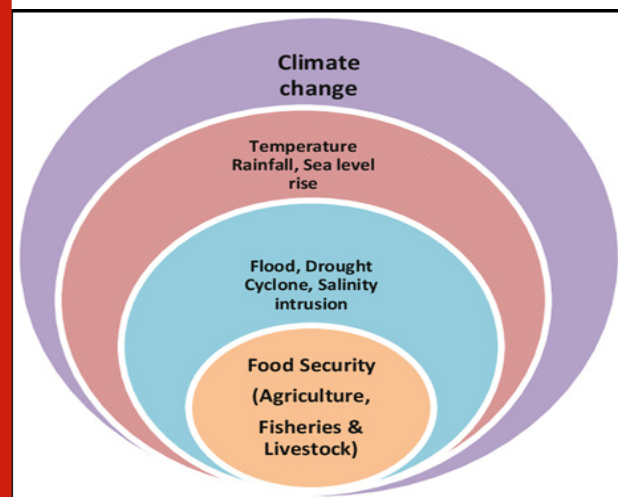 Climate
change
Temperature
Rainfall, Sea level
rise
Flood, Drought
Cyclone, Salinity
intrusion
Food Security
(Agriculture,
Fisheries &
Livestock)